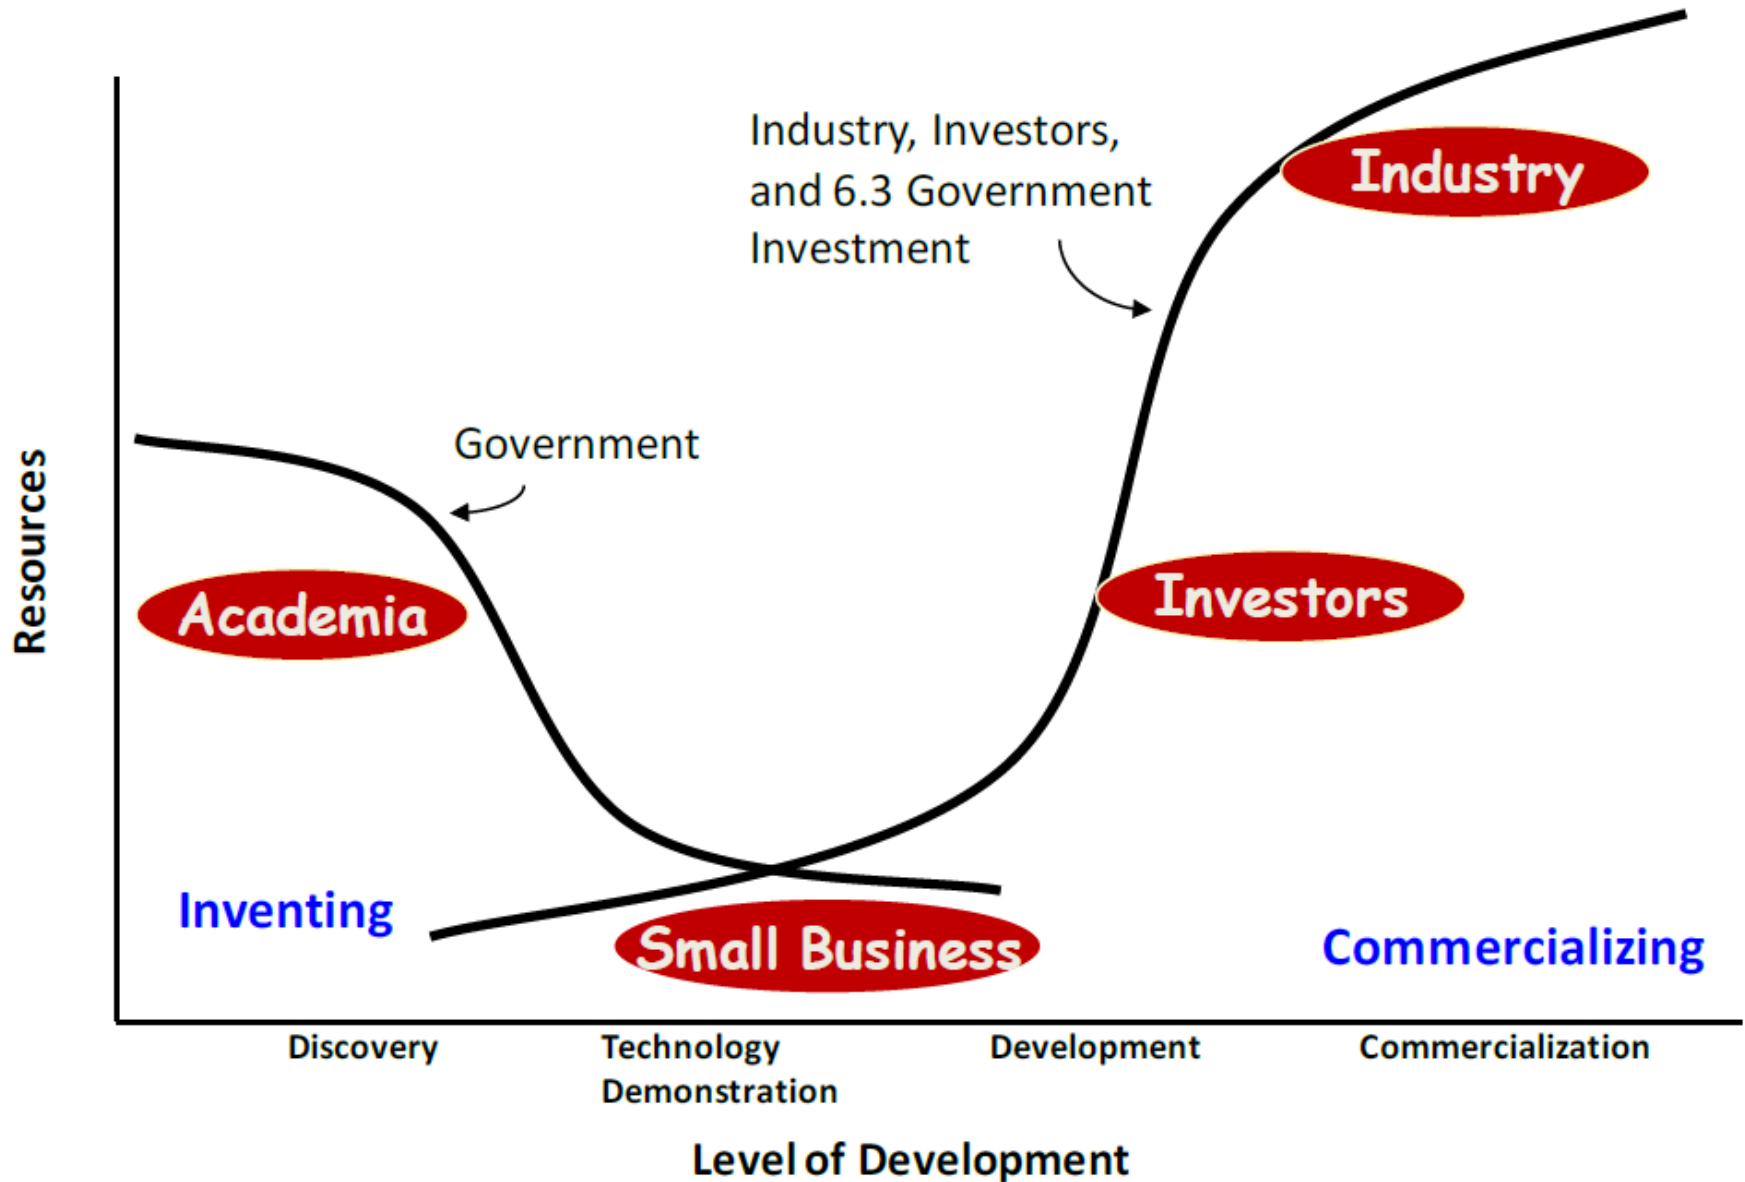 Industry, Investors,
and 6.3 Government
Investment
Industry
Government
Resources
Academia
Investors
Inventing
Small Business
Commercializing
Discovery
Technology
Demonstration
Development
Commercialization
Level of Development